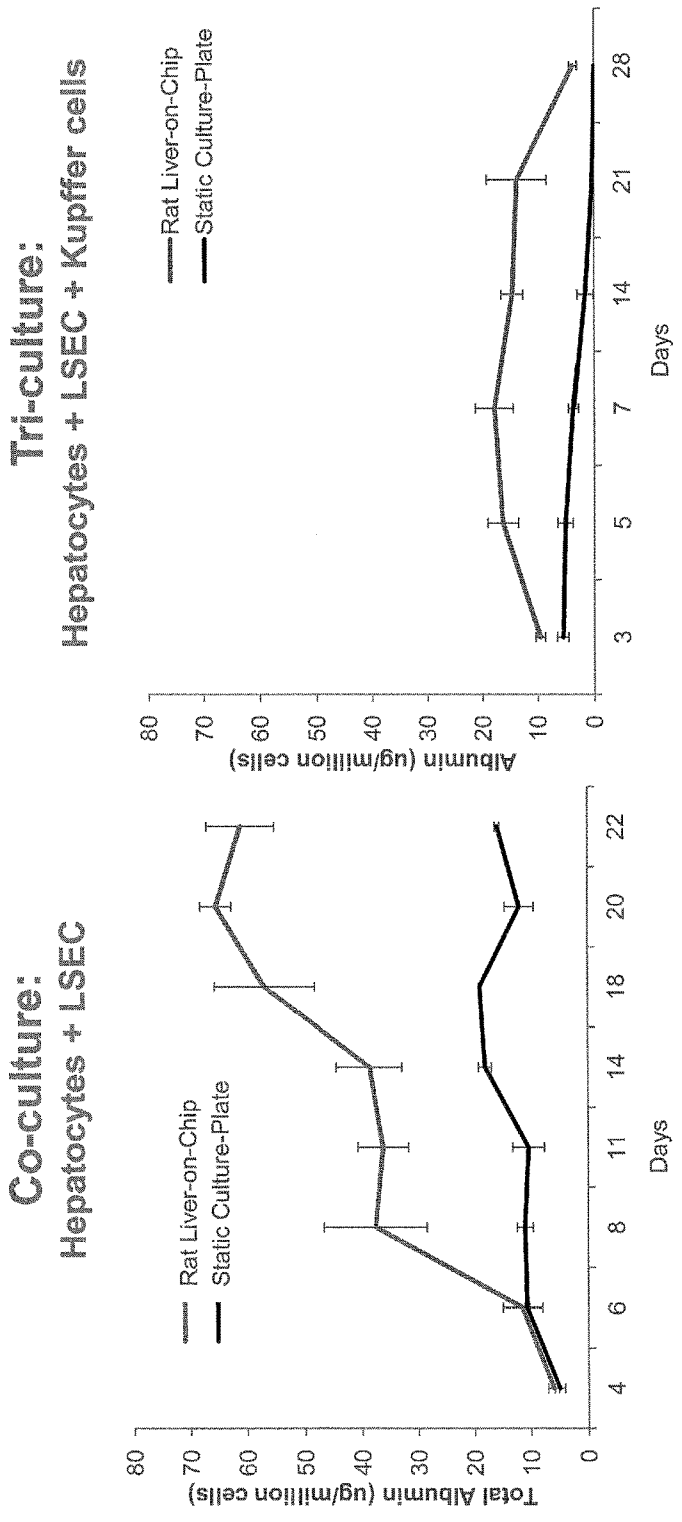 Co-culture:
Hepatocytes + LSEC
Rat Liver-on-Chip
Static Culture-Plate
Total Albumin (ug/million cells)
80
70
60
50
40
30
20
10
0
4 6 8 11 14 18 20 22
Days
Tri-culture:
Hepatocytes + LSEC + Kupffer cells
Rat Liver-on-Chip
Static Culture-Plate
Albumin (ug/million cells)
80
70
60
50
40
30
20
10
0
3 5 7 14 21 28
Days